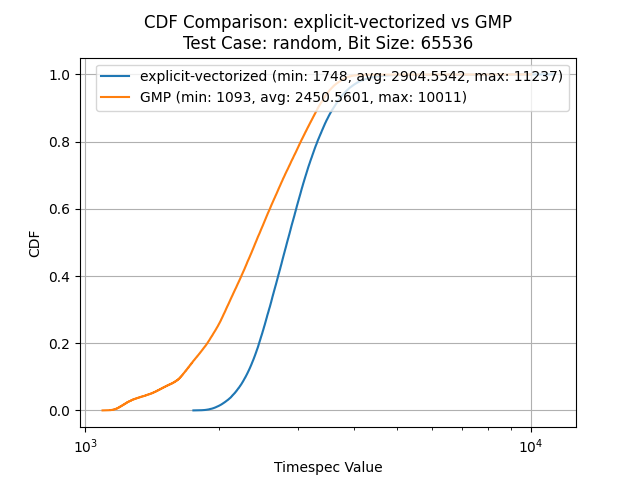 CDF Comparison: explicit-vectorized vs GMP
Test Case: random, Bit Size: 65536
explicit-vectorized (min: 1748, avg: 2904.5542, max: 11237)
GMP (min: 1093, avg: 2450.5601, max: 10011)
1.0
0.8
0.6
0.4
0.2
0.0
CDF
10³
10⁴
Timespec Value